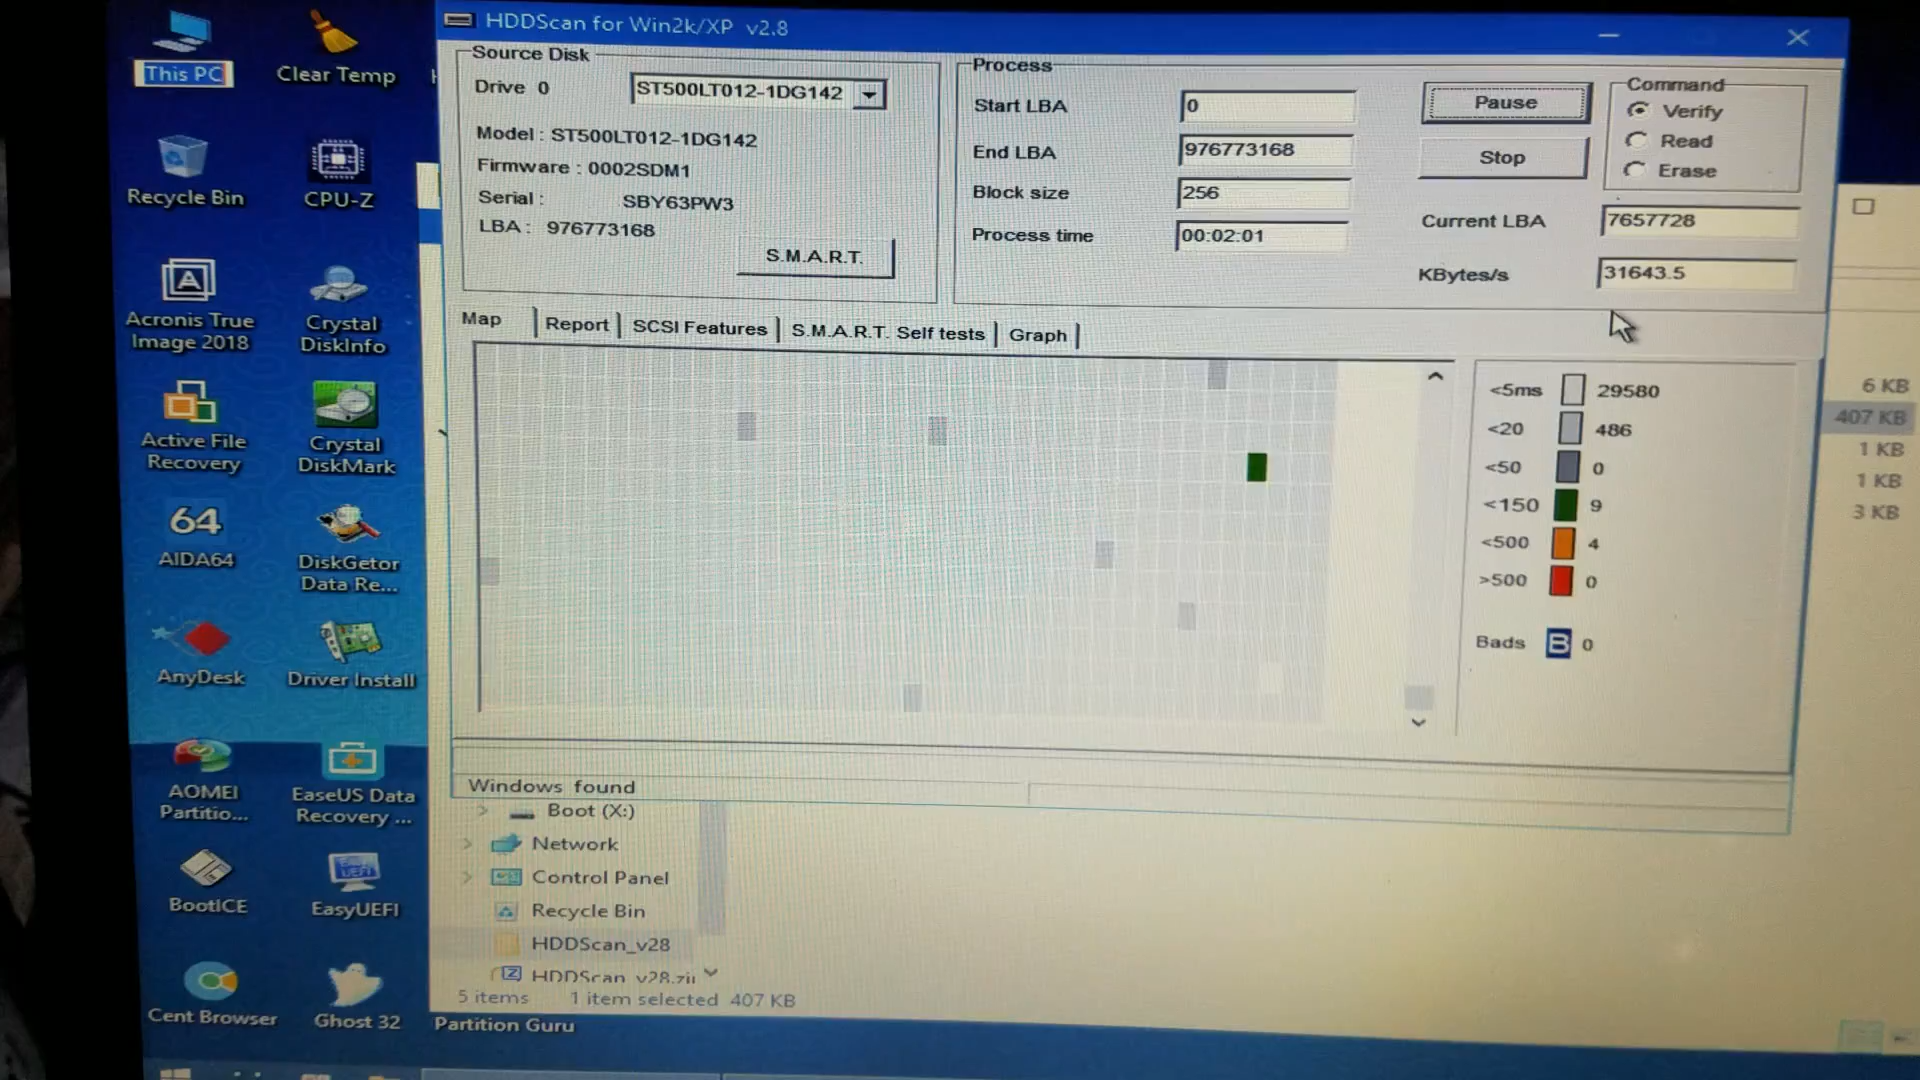 HDDScan for Win2k/XP v2.8
This PC
Clear Temp
Recycle Bin
CPU-Z
Acronis True
Image 2018
Crystal
DiskInfo
Active File
Recovery
Crystal
DiskMark
64
AIDA64
DiskGetor
Data Re...
AnyDesk
Driver Install
AOMEI
Partitio...
EaseUS Data
Recovery ...
BootICE
EasyUEFI
Cent Browser
Ghost 32
Partition Guru
Source Disk
Drive 0
ST500LT012-1DG142
Model : ST500LT012-1DG142
Firmware : 0002SDM1
Serial : SBY63PW3
LBA : 976773168
S.M.A.R.T.
Process
Start LBA 0
End LBA 976773168
Block size 256
Process time 00:02:01
Pause
Stop
Command
Verify
Read
Erase
Current LBA 7657728
KBytes/s 31643.5
Map
Report
SCSI Features
S.M.A.R.T. Self tests
Graph
<5ms 29580
<20 486
<50 0
<150 9
<500 4
>500 0
Bads B 0
Windows found
Boot (X:)
Network
Control Panel
Recycle Bin
HDDScan_v28
HDDScan_v28.zip
5 items 1 item selected 407 KB
6 KB
407 KB
1 KB
1 KB
3 KB